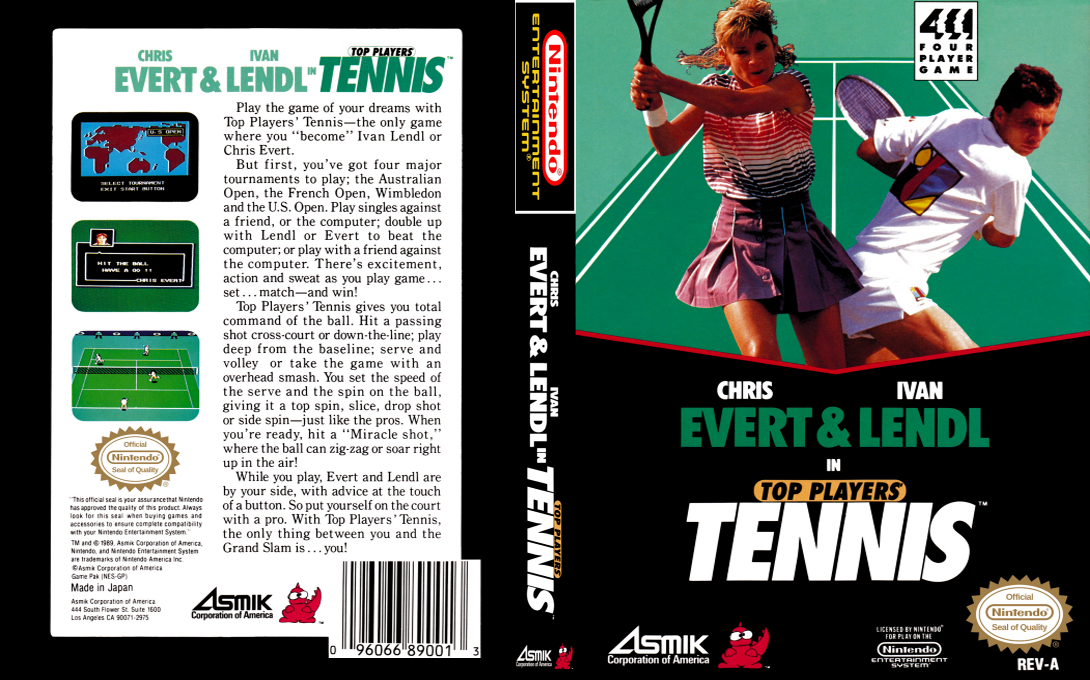 CHRIS IVAN
EVERT & LENDL IN
TOP PLAYERS'
TENNIS™
U.S OPEN
SELECT TOURNAMENT
EXIT START BUTTON
HIT THE BALL
HAVE A GO !!
CHRIS EVERT
Official
Nintendo
Seal of Quality
®
"This official seal is your assurance that Nintendo
has approved the quality of this product. Always
look for this seal when buying games and
accessories to ensure complete compatibility
with your Nintendo Entertainment System."
TM and © 1989, Asmik Corporation of America,
Nintendo, and Nintendo Entertainment System
are trademarks of Nintendo America Inc.
©Asmik Corporation of America
Game Pak (NES-GP)
Made in Japan
Asmik Corporation of America
444 South Flower St. Suite 1600
Los Angeles CA 90071-2975
Play the game of your dreams with
Top Players' Tennis—the only game
where you "become" Ivan Lendl or
Chris Evert.
But first, you've got four major
tournaments to play; the Australian
Open, the French Open, Wimbledon
and the U.S. Open. Play singles against
a friend, or the computer; double up
with Lendl or Evert to beat the
computer; or play with a friend against
the computer. There's excitement,
action and sweat as you play game...
set...match—and win!
Top Players' Tennis gives you total
command of the ball. Hit a passing
shot cross-court or down-the-line; play
deep from the baseline; serve and
volley or take the game with an
overhead smash. You set the speed of
the serve and the spin on the ball,
giving it a top spin, slice, drop shot
or side spin—just like the pros. When
you're ready, hit a "Miracle shot,"
where the ball can zig-zag or soar right
up in the air!
While you play, Evert and Lendl are
by your side, with advice at the touch
of a button. So put yourself on the court
with a pro. With Top Players' Tennis,
the only thing between you and the
Grand Slam is...you!
ASMIK
Corporation of America
™
0 96066 89001 3
Nintendo®
ENTERTAINMENT
SYSTEM®
CHRIS IVAN
EVERT & LENDL IN
TOP PLAYERS'
TENNIS™
ASMIK
Corporation of America
4
FOUR
PLAYER
GAME
CHRIS IVAN
EVERT & LENDL
IN
TOP PLAYERS'
TENNIS™
ASMIK
Corporation of America
™
LICENSED BY NINTENDO®
FOR PLAY ON THE
Nintendo
ENTERTAINMENT
SYSTEM®
Official
Nintendo
Seal of Quality
®
REV-A